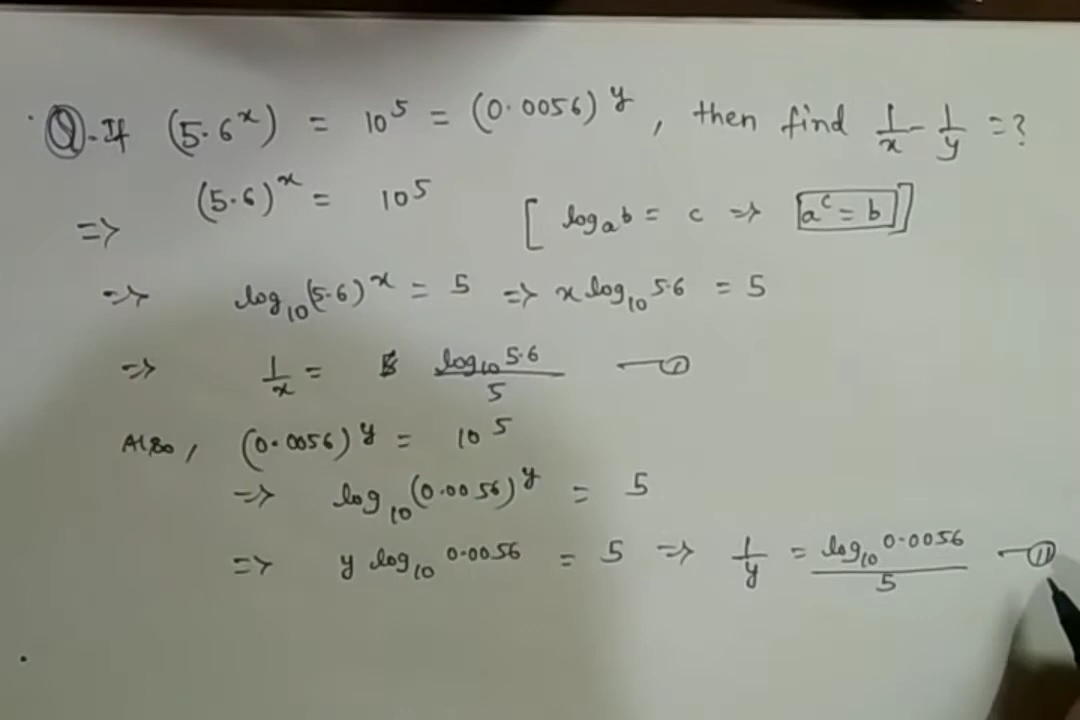 Q. If (5.6^x) = 10^5 = (0.0056)^y, then find 1/x - 1/y = ?
=> (5.6)^x = 10^5 [log_a b = c => a^c = b]
=> log_10 (5.6)^x = 5 => x log_10 5.6 = 5
=> 1/x = log_10 5.6 / 5 — (I)
Also, (0.0056)^y = 10^5
=> log_10 (0.0056)^y = 5
=> y log_10 0.0056 = 5 => 1/y = log_10 0.0056 / 5 — (II)